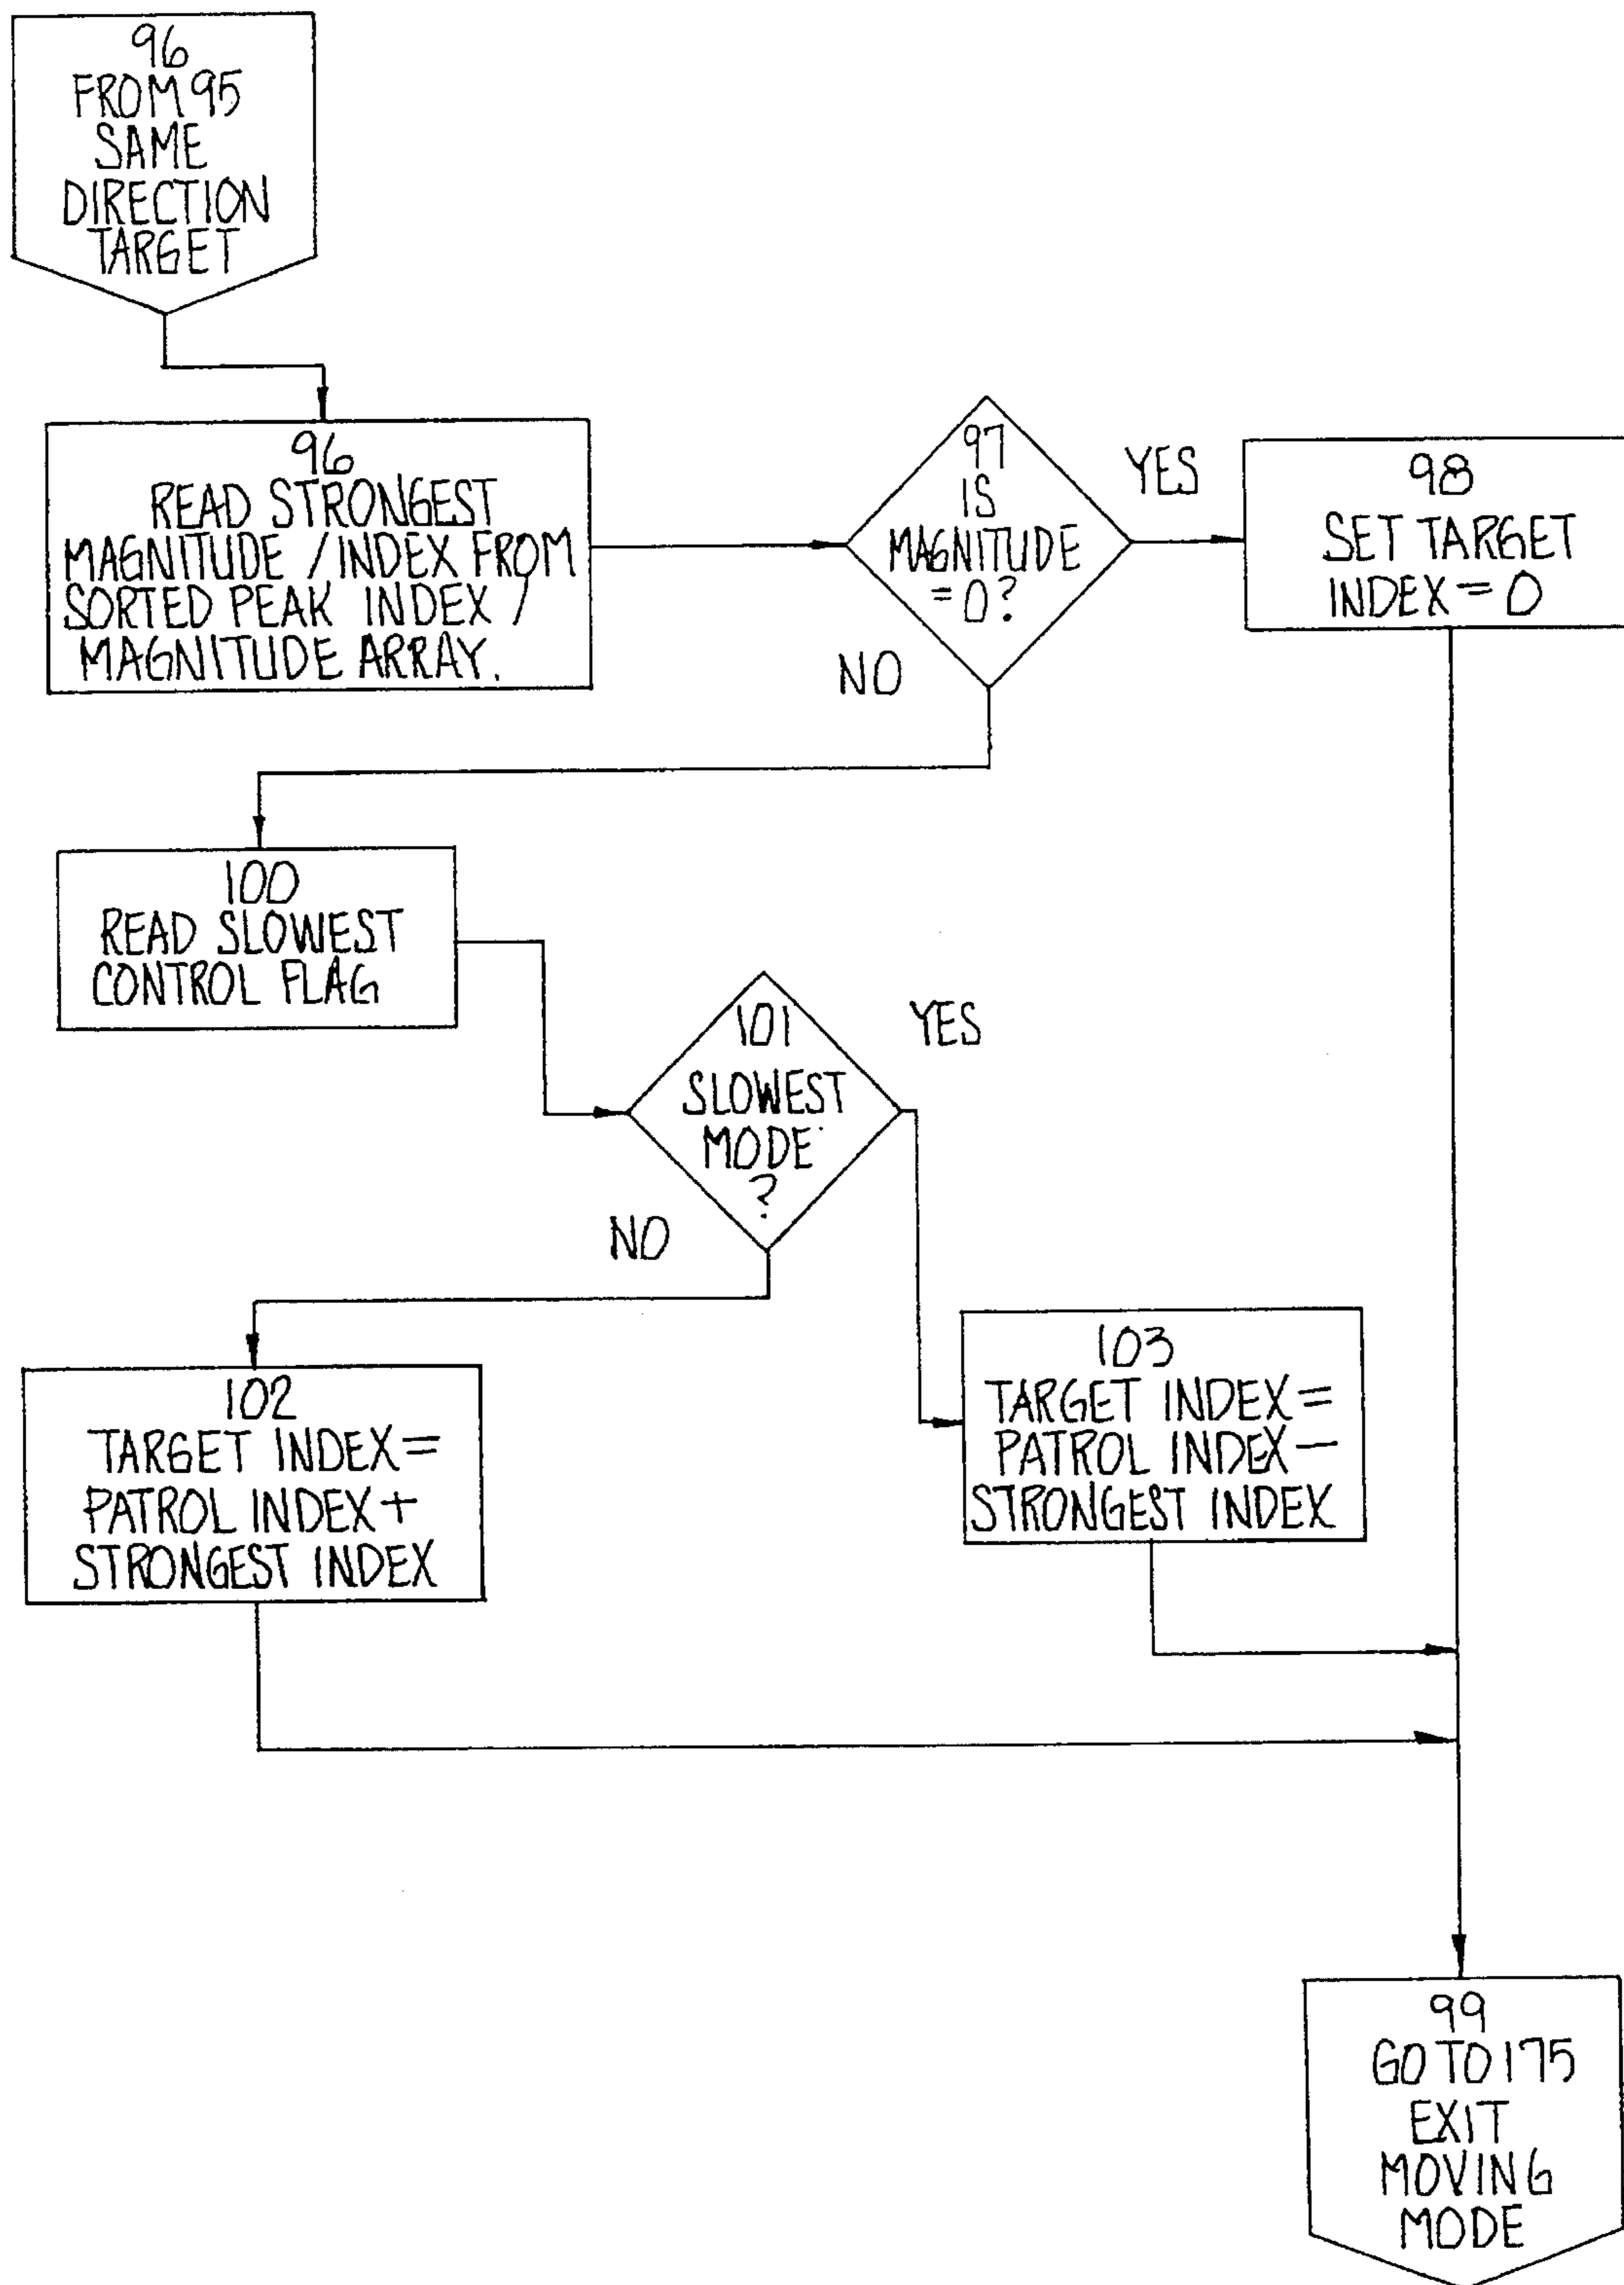 96
FROM 95
SAME
DIRECTION
TARGET
96
READ STRONGEST
MAGNITUDE / INDEX FROM
SORTED PEAK INDEX /
MAGNITUDE ARRAY.
97
IS
MAGNITUDE
= 0?
YES
NO
98
SET TARGET
INDEX = 0
100
READ SLOWEST
CONTROL FLAG
101
SLOWEST
MODE
?
YES
NO
102
TARGET INDEX =
PATROL INDEX +
STRONGEST INDEX
103
TARGET INDEX =
PATROL INDEX —
STRONGEST INDEX
99
GO TO 175
EXIT
MOVING
MODE